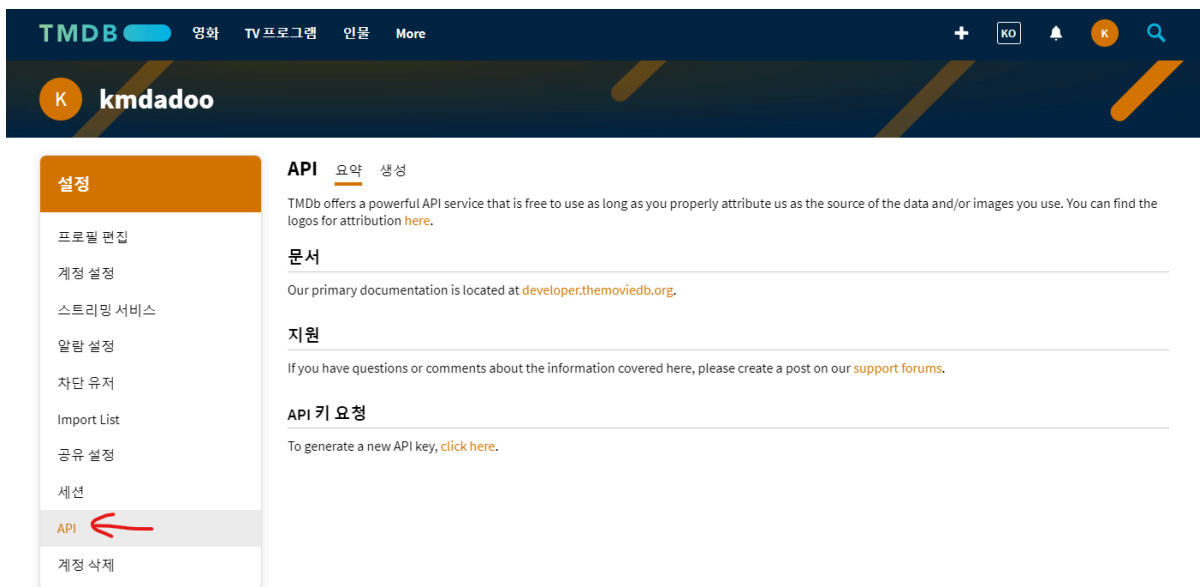 TMDB 영화 TV 프로그램 인물 More + KO K
K kmdadoo
설정
프로필 편집
계정 설정
스트리밍 서비스
알람 설정
차단 유저
Import List
공유 설정
세션
API
계정 삭제
API 요약 생성
TMDb offers a powerful API service that is free to use as long as you properly attribute us as the source of the data and/or images you use. You can find the
logos for attribution here.
문서
Our primary documentation is located at developer.themoviedb.org.
지원
If you have questions or comments about the information covered here, please create a post on our support forums.
API 키 요청
To generate a new API key, click here.